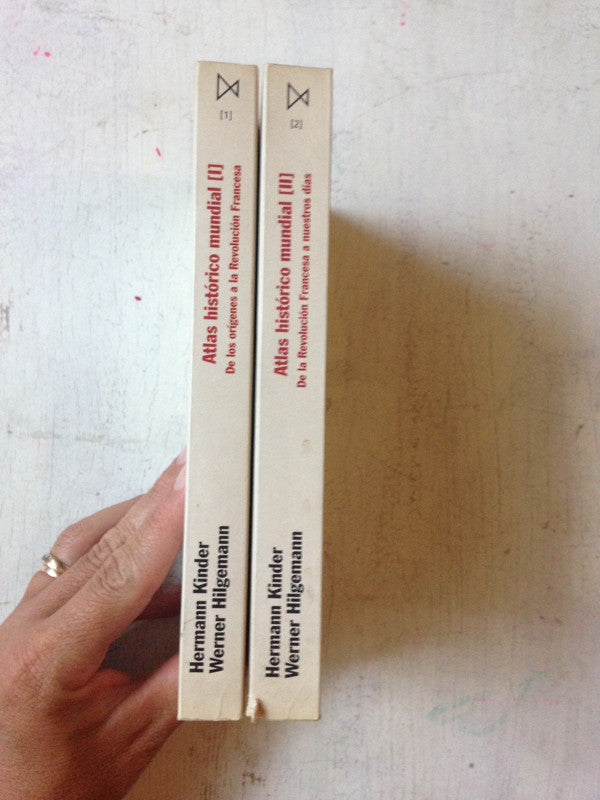 [1]
Atlas histórico mundial [I]
De los orígenes a la Revolución Francesa
Hermann Kinder
Werner Hilgemann
[2]
Atlas histórico mundial [II]
De la Revolución Francesa a nuestros días
Hermann Kinder
Werner Hilgemann